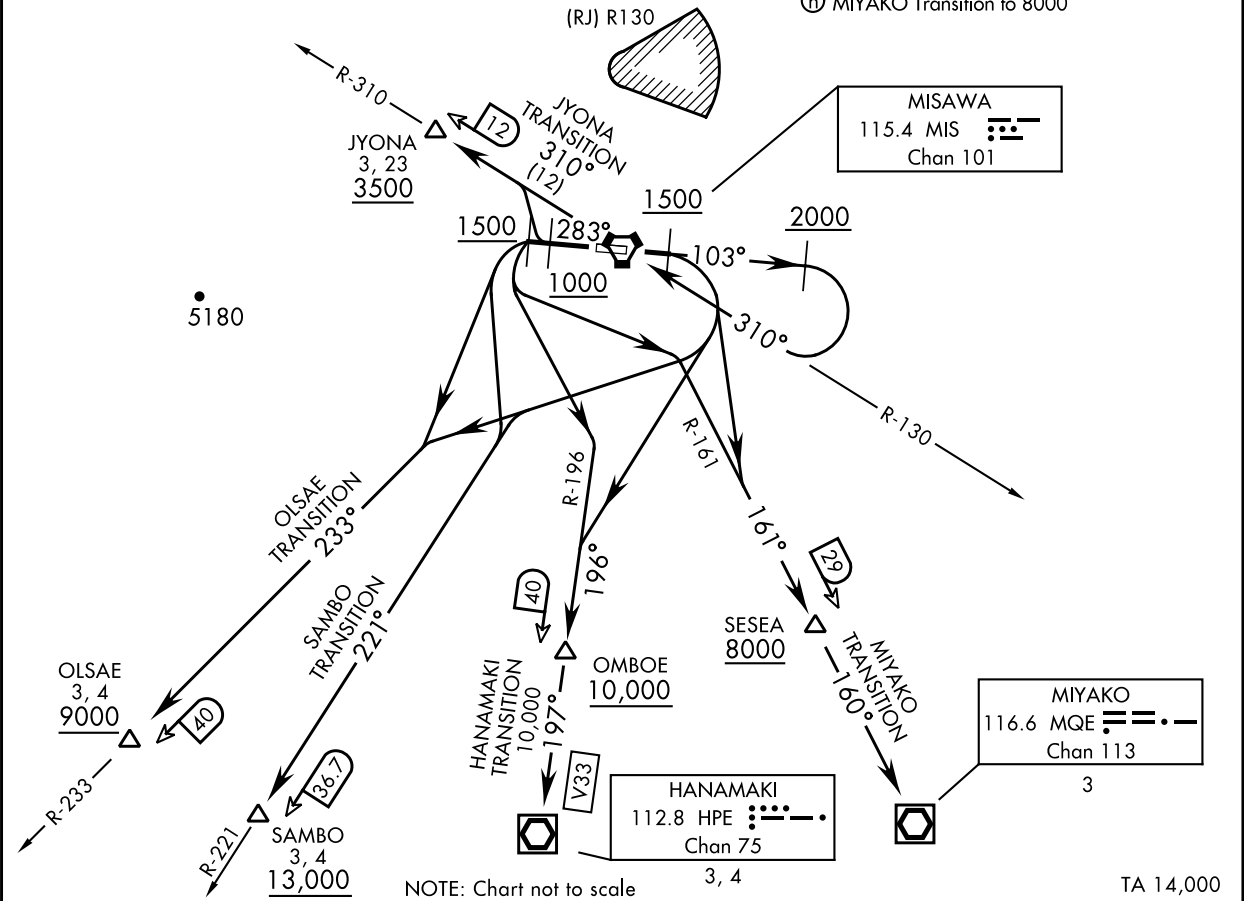 (RJ) R130
ⓗ MIYAKO Transition to 8000
R-310
12
JYONA
TRANSITION
310°
(12)
JYONA
3, 23
3500
MISAWA
115.4 MIS
Chan 101
1500
283°
1000
1500
103°
2000
310°
5180
R-130
R-161
R-196
OLSAE
TRANSITION
233°
SAMBO
TRANSITION
221°
196°
161°
29
40
SESEA
8000
OMBOE
10,000
MIYAKO
TRANSITION
160°
HANAMAKI
TRANSITION
10,000
197°
V33
OLSAE
3, 4
9000
40
R-233
36.7
SAMBO
3, 4
13,000
R-221
MIYAKO
116.6 MQE
Chan 113
3
HANAMAKI
112.8 HPE
Chan 75
3, 4
NOTE: Chart not to scale
TA 14,000